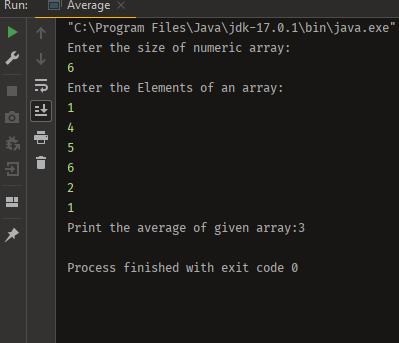 Run: Average
"C:\Program Files\Java\jdk-17.0.1\bin\java.exe"
Enter the size of numeric array:
6
Enter the Elements of an array:
1
4
5
6
2
1
Print the average of given array:3
Process finished with exit code 0